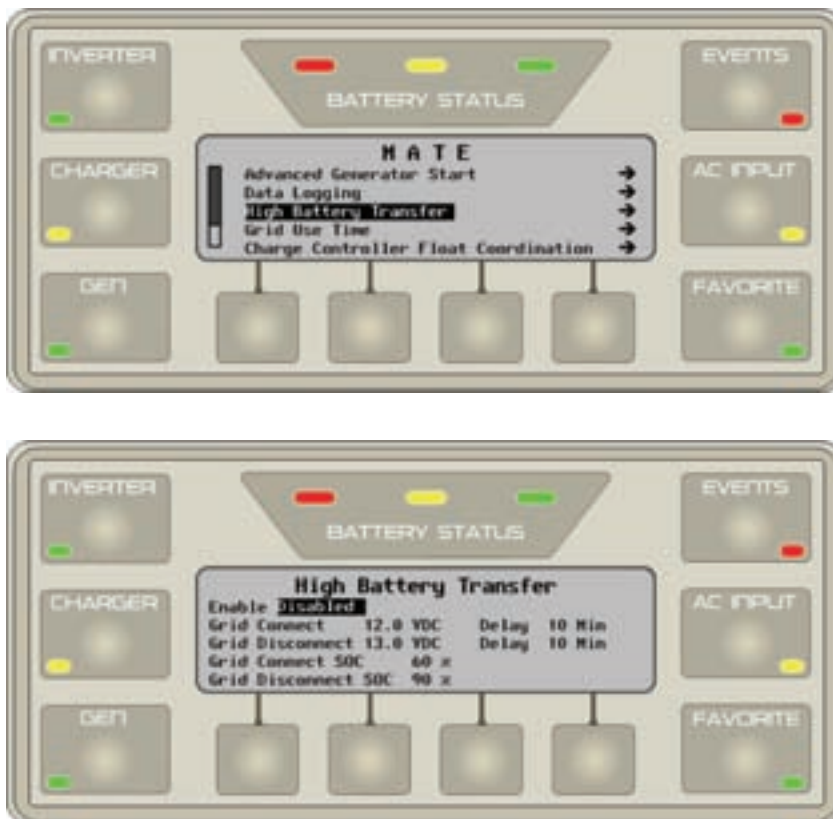 INVERTER
EVENTS
BATTERY STATUS
CHARGER
MATE
AC INPUT
Advanced Generator Start →
Data Logging →
High Battery Transfer →
Grid Use Time →
Charge Controller Float Coordination →
GEN
FAVORITE
INVERTER
EVENTS
BATTERY STATUS
CHARGER
High Battery Transfer
AC INPUT
Enable Disabled
Grid Connect 12.0 VDC Delay 10 Min
Grid Disconnect 13.0 VDC Delay 10 Min
Grid Connect SOC 60 %
Grid Disconnect SOC 90 %
GEN
FAVORITE